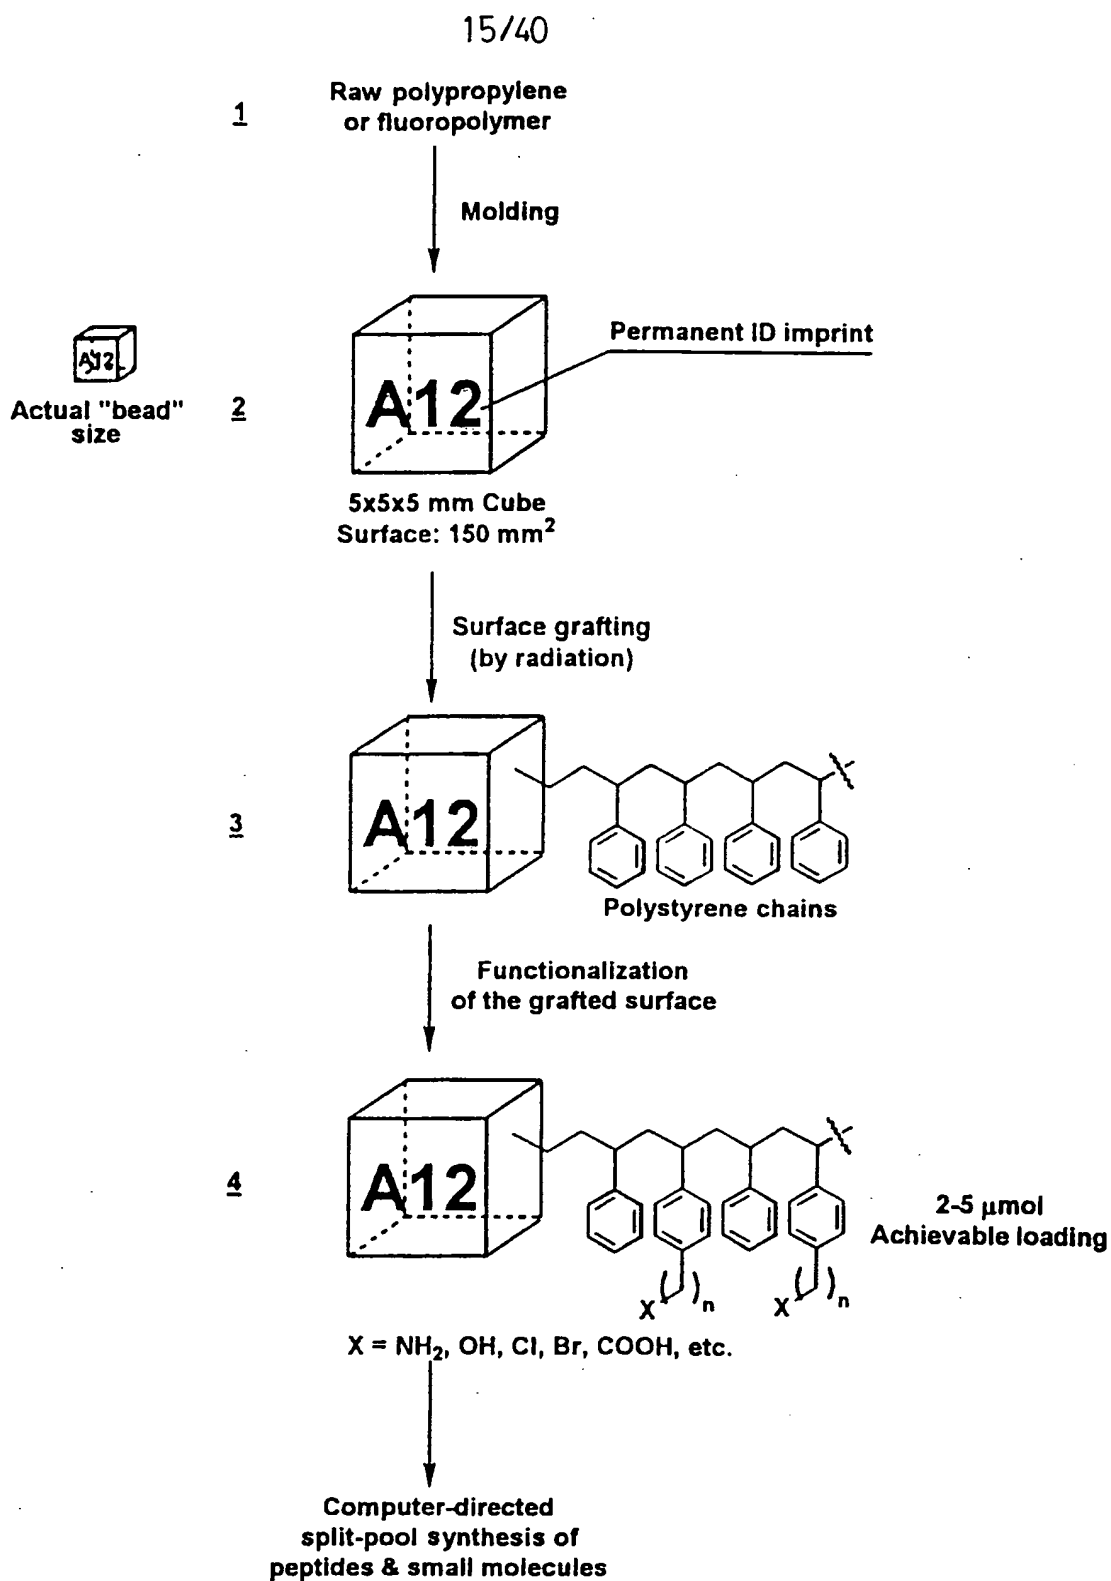 15/40
1
Raw polypropylene
or fluoropolymer
Molding
Permanent ID imprint
A12
Actual "bead"
size
2
A12
5x5x5 mm Cube
Surface: 150 mm²
Surface grafting
(by radiation)
3
A12
Polystyrene chains
Functionalization
of the grafted surface
4
A12
2-5 μmol
Achievable loading
X ( )n
X ( )n
X = NH₂, OH, Cl, Br, COOH, etc.
Computer-directed
split-pool synthesis of
peptides & small molecules